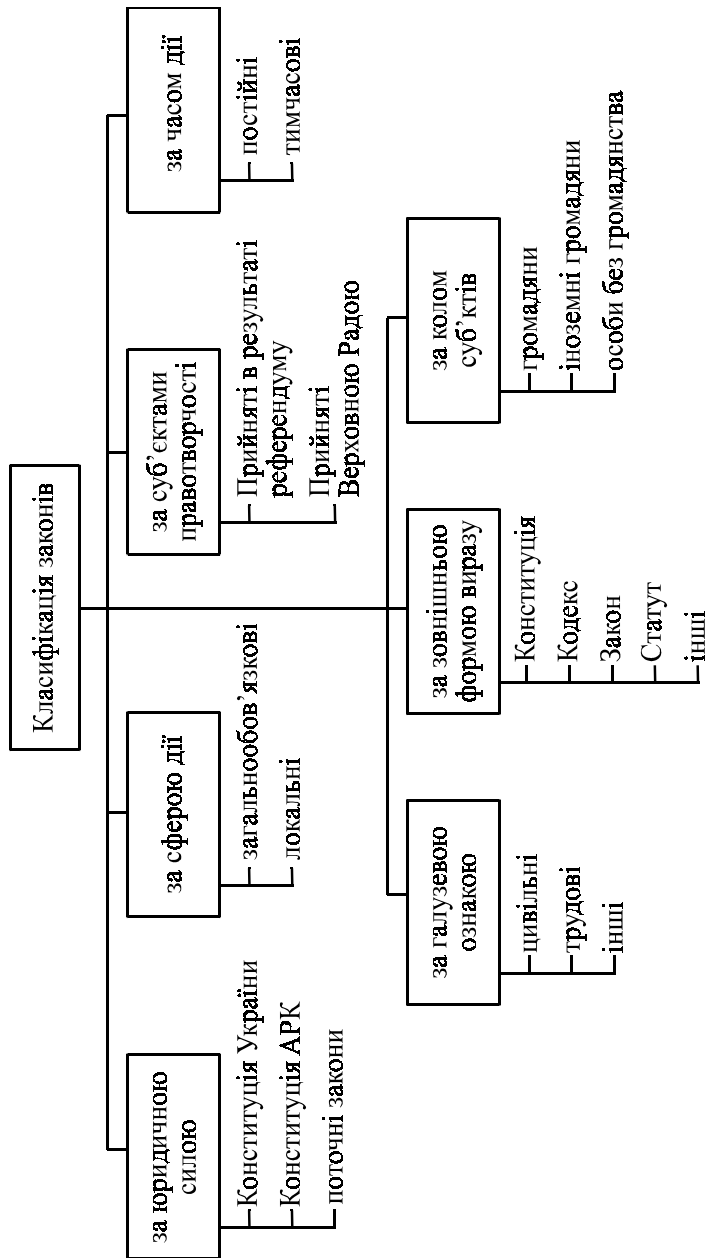 Класифікація законів
за юридичною
силою
Конституція України
Конституція АРК
поточні закони
за сферою дії
загальнообов’язкові
локальні
за суб’єктами
правотворчості
Прийняті в результаті
референдуму
Прийняті
Верховною Радою
за часом дії
постійні
тимчасові
за галузевою
ознакою
цивільні
трудові
інші
за зовнішньою
формою виразу
Конституція
Кодекс
Закон
Статут
інші
за колом
суб’ктів
громадяни
іноземні громадяни
особи без громадянства